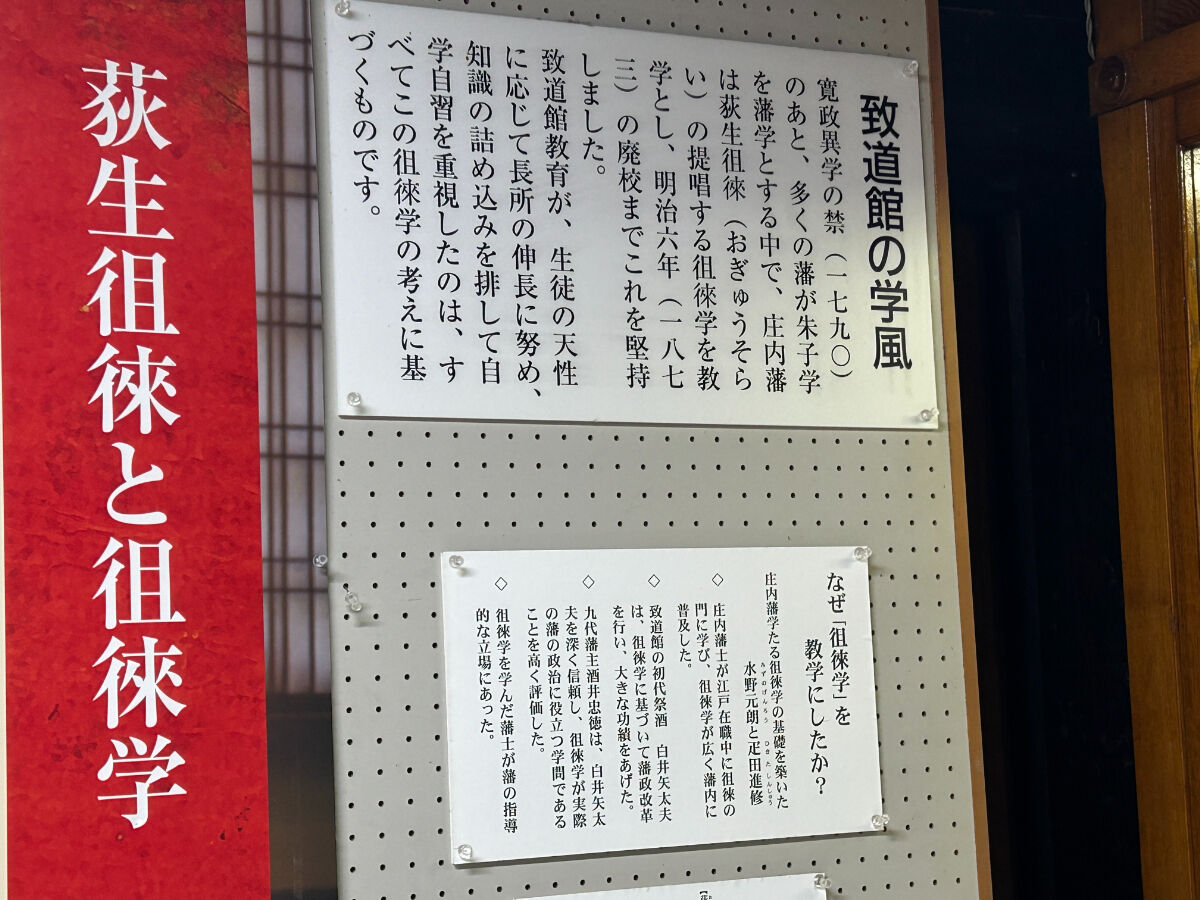 致道館の学風
寛政異学の禁（一七九〇）
のあと、多くの藩が朱子学
を藩学とする中で、庄内藩
は荻生徂徠（おぎゅうそら
い）の提唱する徂徠学を教
学とし、明治六年（一八七
三）の廃校までこれを堅持
しました。
致道館教育が、生徒の天性
に応じて長所の伸長に努め、
知識の詰め込みを排して自
学自習を重視したのは、す
べてこの徂徠学の考えに基
づくものです。
荻生徂徠と徂徠学
なぜ「徂徠学」を
教学にしたか？
庄内藩学たる徂徠学の基礎を築いた
水野元朗と疋田進修
みずのげんろう ひきたしんしゅう
◇ 庄内藩士が江戸在職中に徂徠の
門に学び、徂徠学が広く藩内に
普及した。
◇ 致道館の初代祭酒 白井矢太夫
は、徂徠学に基づいて藩政改革
を行い、大きな功績をあげた。
◇ 九代藩主酒井忠徳は、白井矢太
夫を深く信頼し、徂徠学が実際
の藩の政治に役立つ学問である
ことを高く評価した。
◇ 徂徠学を学んだ藩士が藩の指導
的な立場にあった。